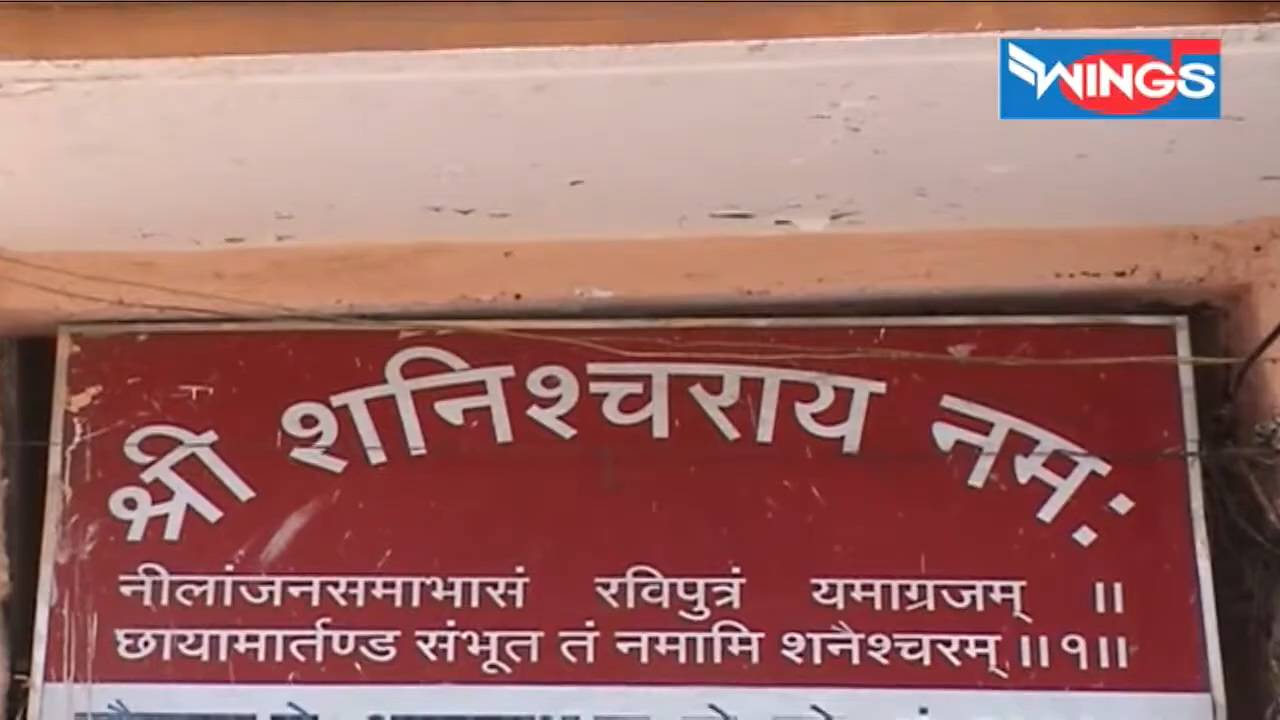 WINGS
श्री शनिश्चराय नमः
नीलांजनसमाभासं रविपुत्रं यमाग्रजम् ॥
छायामार्तण्ड संभूत तं नमामि शनैश्चरम् ॥१॥